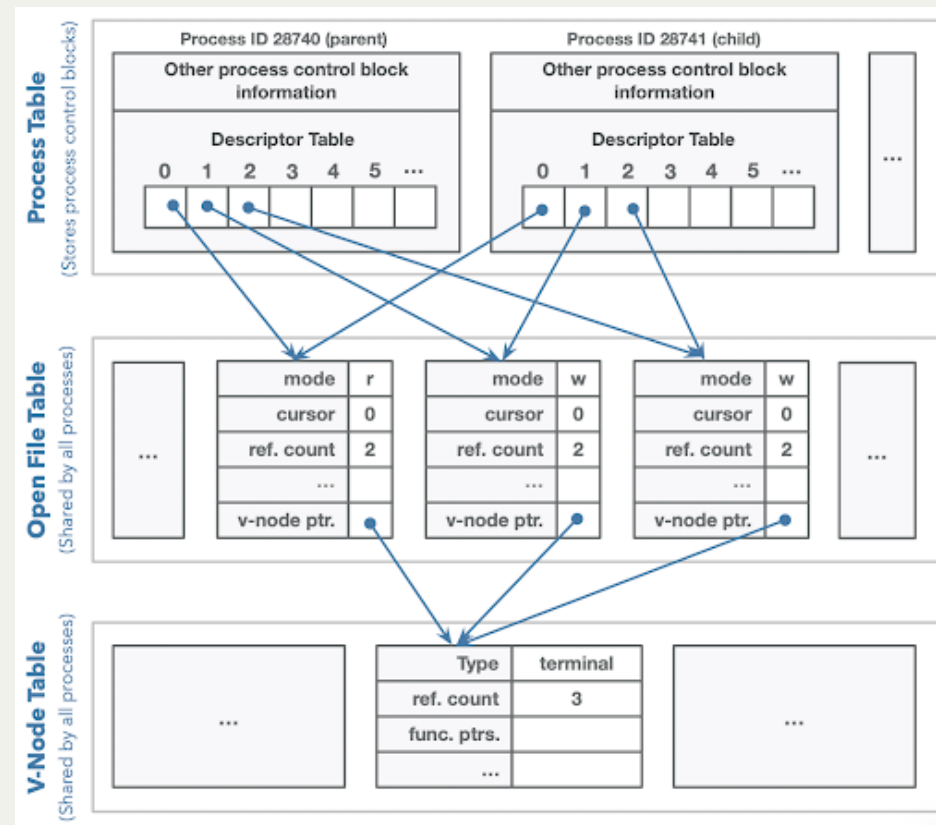 Process Table
(Stores process control blocks)
Process ID 28740 (parent)
Other process control block
information
Descriptor Table
0 1 2 3 4 5 ...
Process ID 28741 (child)
Other process control block
information
Descriptor Table
0 1 2 3 4 5 ...
...
Open File Table
(Shared by all processes)
...
mode r
cursor 0
ref. count 2
...
v-node ptr.
mode w
cursor 0
ref. count 2
...
v-node ptr.
mode w
cursor 0
ref. count 2
...
v-node ptr.
...
V-Node Table
(Shared by all processes)
...
Type terminal
ref. count 3
func. ptrs.
...
...